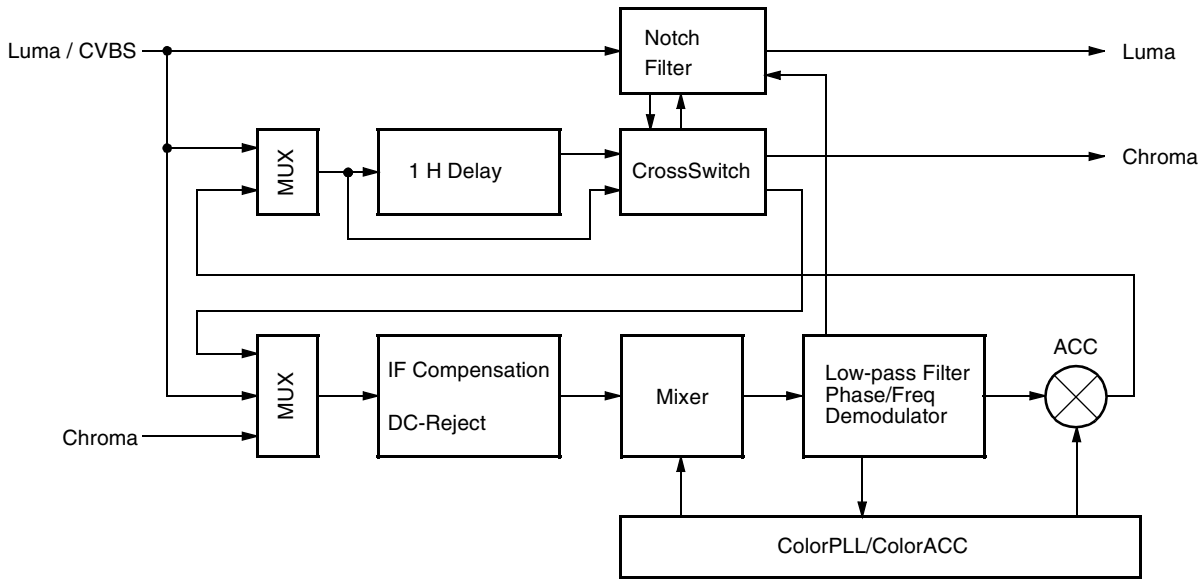 Luma / CVBS
Notch
Filter
Luma
MUX
1 H Delay
CrossSwitch
Chroma
MUX
IF Compensation
DC-Reject
Mixer
Low-pass Filter
Phase/Freq
Demodulator
ACC
Chroma
ColorPLL/ColorACC